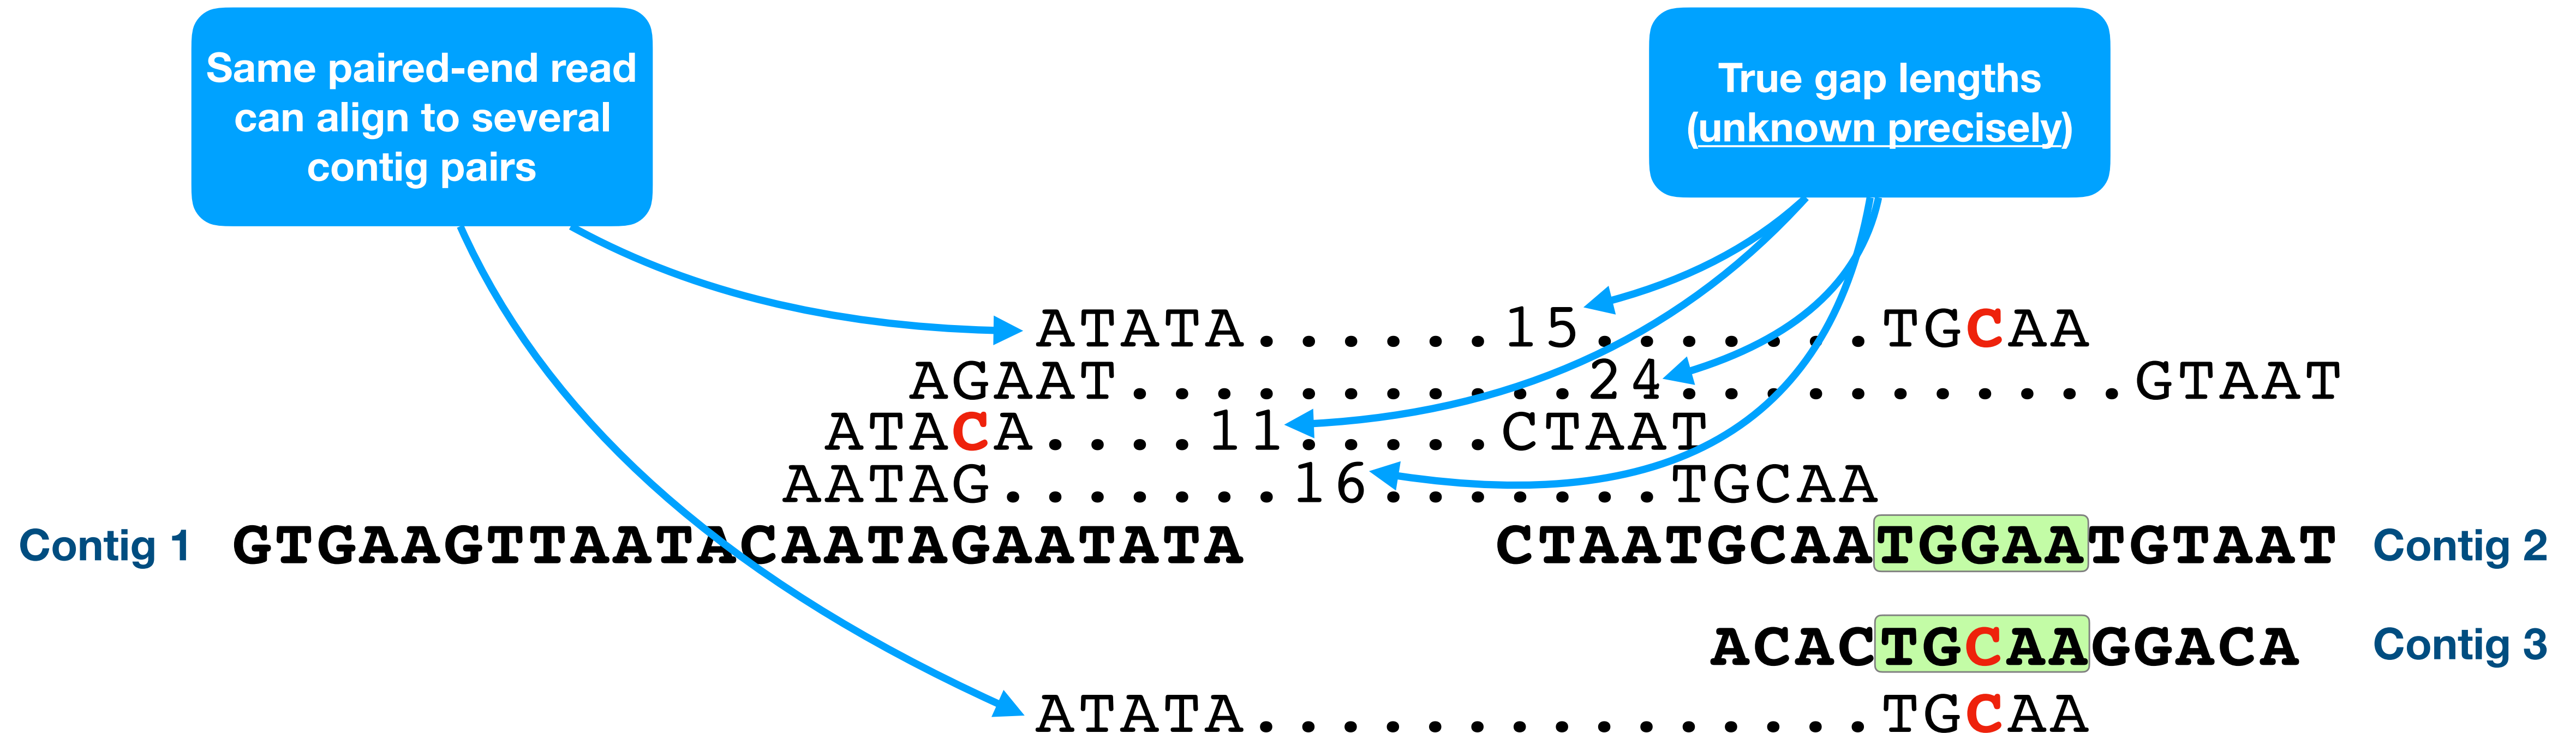 Same paired-end read
can align to several
contig pairs
True gap lengths
(unknown precisely)
ATATA......15.......TGCAA
AGAAT...........24...........GTAAT
ATACA....11.....CTAAT
AATAG.......16.......TGCAA
Contig 1 GTGAAGTTAATACAATAGAATATA CTAATGCAATGGAATGTAAT Contig 2
ACACTGCAAGGACA Contig 3
ATATA...............TGCAA